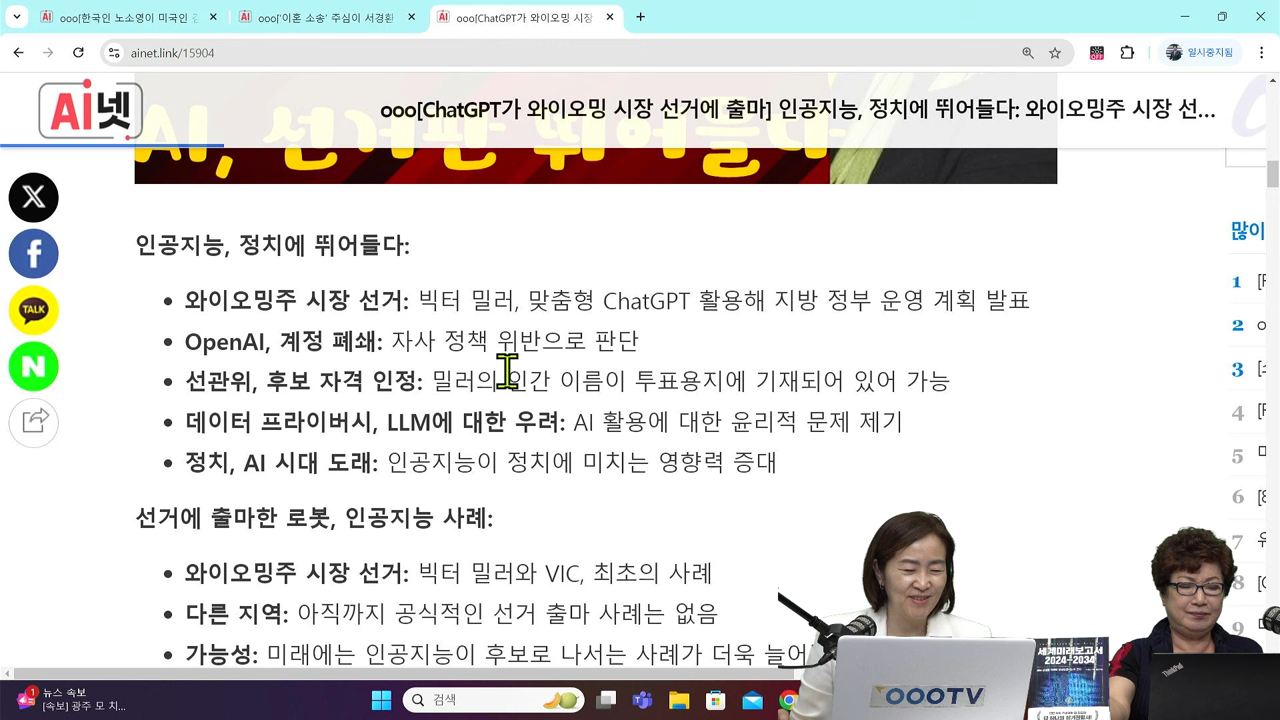 ooo[한국인 노소영이 미국인 김
ooo['이혼 소송' 주심이 서경환
ooo[ChatGPT가 와이오밍 시장
ainet.link/15904
일시중지됨
OFF
Ai넷
ooo[ChatGPT가 와이오밍 시장 선거에 출마] 인공지능, 정치에 뛰어들다: 와이오밍주 시장 선...
AI, 선거판 뛰어들다
X
f
TALK
N
인공지능, 정치에 뛰어들다:
와이오밍주 시장 선거: 빅터 밀러, 맞춤형 ChatGPT 활용해 지방 정부 운영 계획 발표
OpenAI, 계정 폐쇄: 자사 정책 위반으로 판단
선관위, 후보 자격 인정: 밀러의 인간 이름이 투표용지에 기재되어 있어 가능
데이터 프라이버시, LLM에 대한 우려: AI 활용에 대한 윤리적 문제 제기
정치, AI 시대 도래: 인공지능이 정치에 미치는 영향력 증대
선거에 출마한 로봇, 인공지능 사례:
와이오밍주 시장 선거: 빅터 밀러와 VIC, 최초의 사례
다른 지역: 아직까지 공식적인 선거 출마 사례는 없음
가능성: 미래에는 인공지능이 후보로 나서는 사례가 더욱 늘어
많이
1
2
3
4
5
6
7
8
9
세계미래보고서
2024-2034
OOOTV
ThinkPad
1
뉴스 속보
[속보] 광주 모 치...
검색